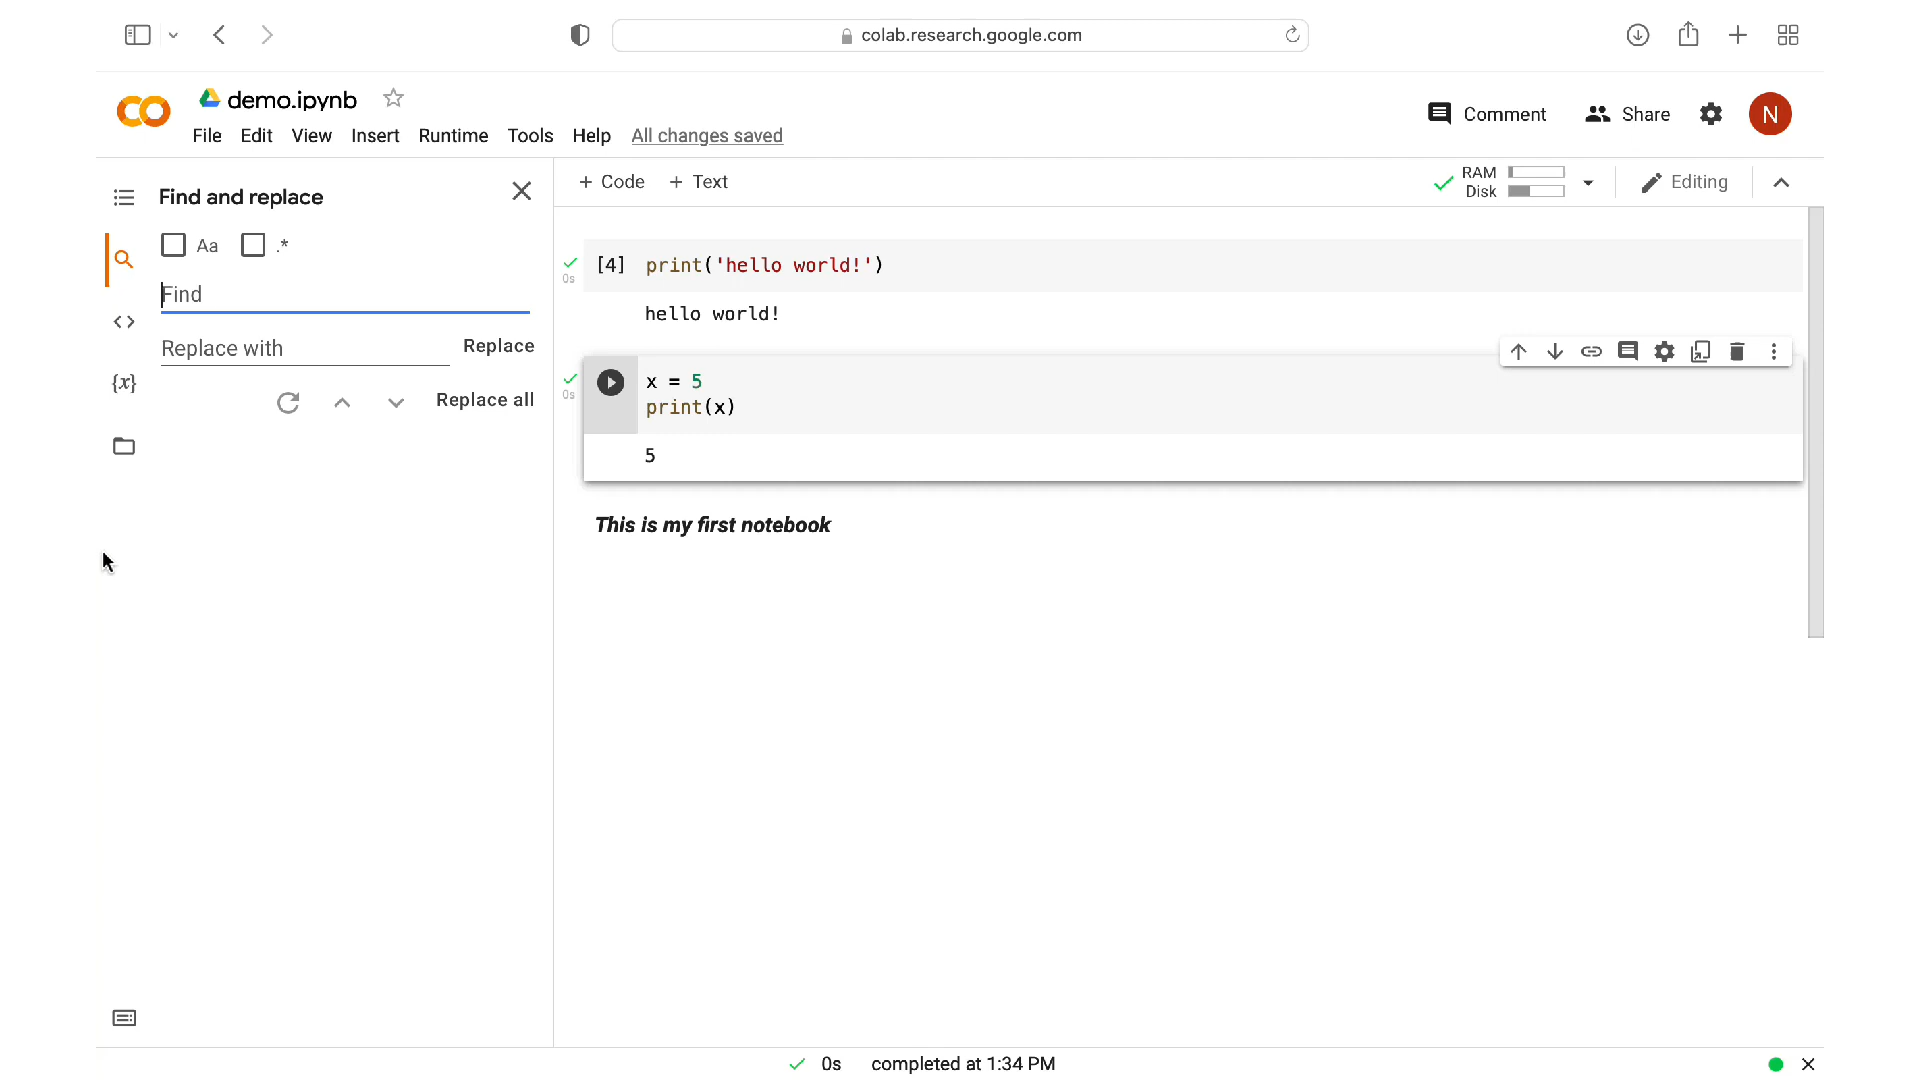 colab.research.google.com
demo.ipynb
Comment
Share
N
File Edit View Insert Runtime Tools Help All changes saved
Find and replace
+ Code + Text
RAM
Disk
Editing
Aa .*
Find
Replace with
Replace
Replace all
{x}
0s
[4] print('hello world!')
hello world!
0s
x = 5
print(x)
5
This is my first notebook
0s completed at 1:34 PM